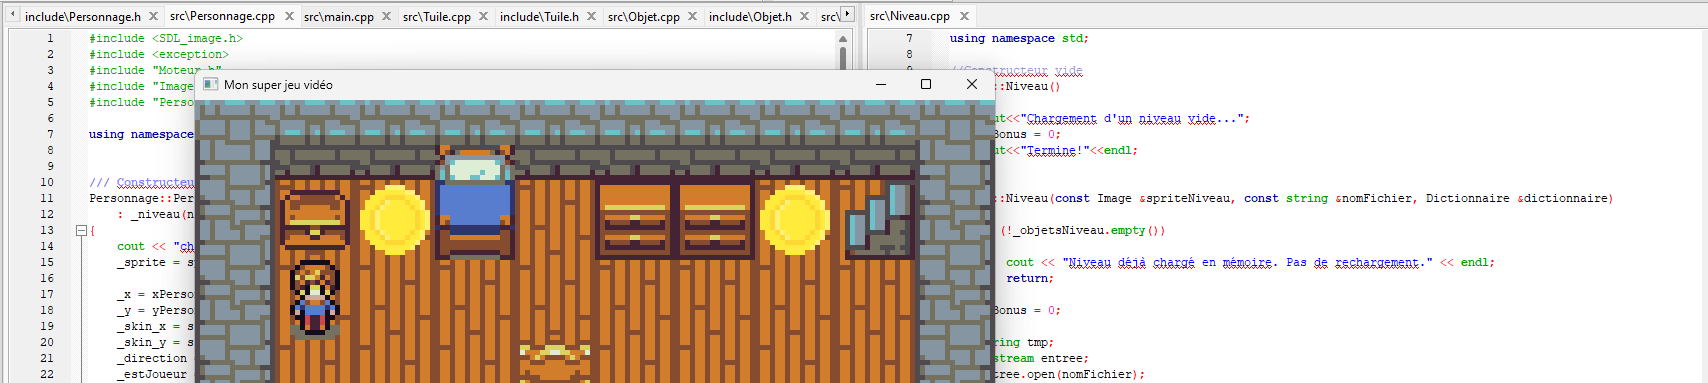 include\Personnage.h src\Personnage.cpp src\main.cpp src\Tuile.cpp include\Tuile.h src\Objet.cpp include\Objet.h src\
1 #include <SDL_image.h>
2 #include <exception>
3 #include "Moteur.h"
4 #include "Image
5 #include "Perso
6
7 using namespace
8
9
10 /// Constructeu
11 Personnage::Per
12 : _niveau(n
13 {
14 cout << "ch
15 _sprite = s
16
17 _x = xPerso
18 _y = yPerso
19 _skin_x = s
20 _skin_y = s
21 _direction
22 _estJoueur
Mon super jeu vidéo
src\Niveau.cpp
7 using namespace std;
8
//Constructeur vide
::Niveau()
ut<<"Chargement d'un niveau vide...";
Bonus = 0;
ut<<"Termine!"<<endl;
::Niveau(const Image &spriteNiveau, const string &nomFichier, Dictionnaire &dictionnaire)
(!_objetsNiveau.empty())
cout << "Niveau déjà chargé en mémoire. Pas de rechargement." << endl;
return;
Bonus = 0;
ring tmp;
stream entree;
tree.open(nomFichier);